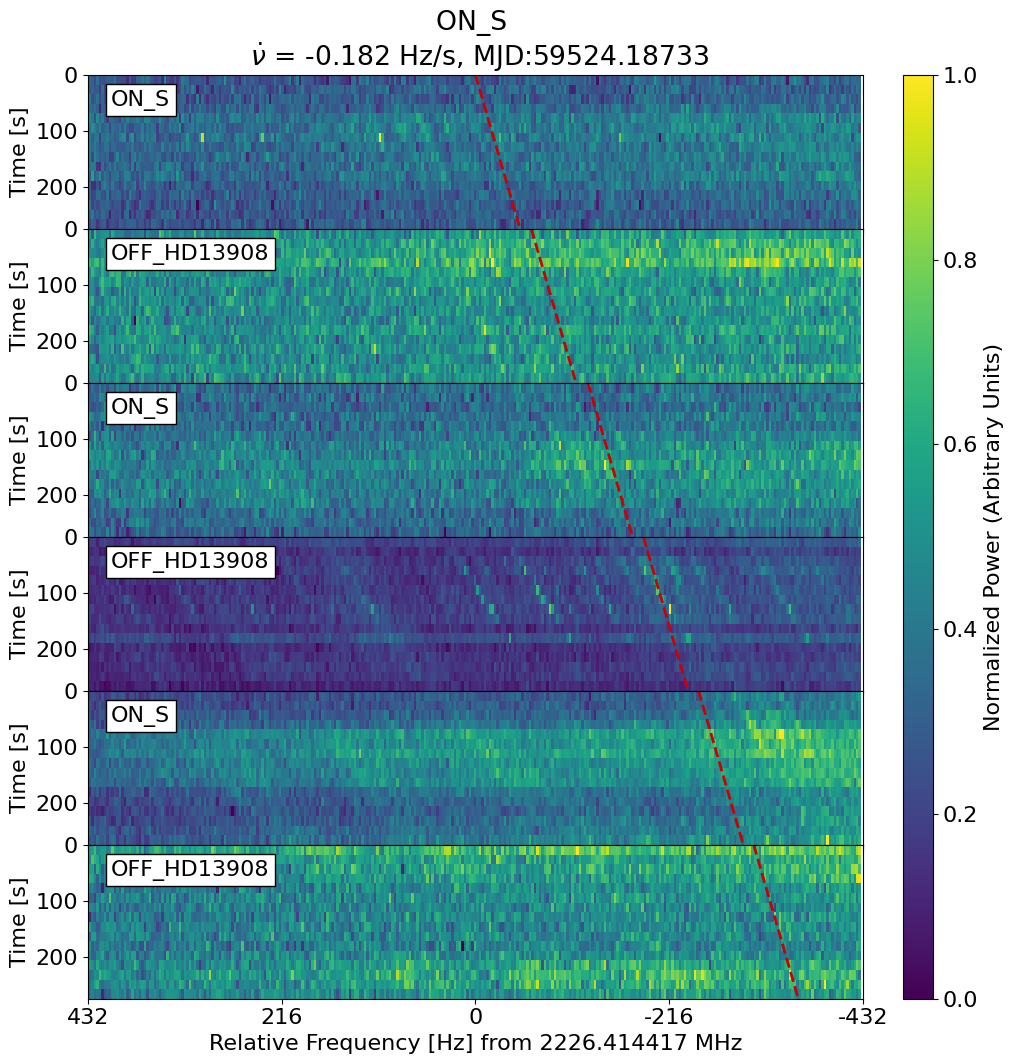 ON_S
ν̇ = -0.182 Hz/s, MJD:59524.18733
0
100
200
Time [s]
ON_S
0
100
200
Time [s]
OFF_HD13908
0
100
200
Time [s]
ON_S
0
100
200
Time [s]
OFF_HD13908
0
100
200
Time [s]
ON_S
0
100
200
Time [s]
OFF_HD13908
432
216
0
-216
-432
Relative Frequency [Hz] from 2226.414417 MHz
1.0
0.8
0.6
0.4
0.2
0.0
Normalized Power (Arbitrary Units)